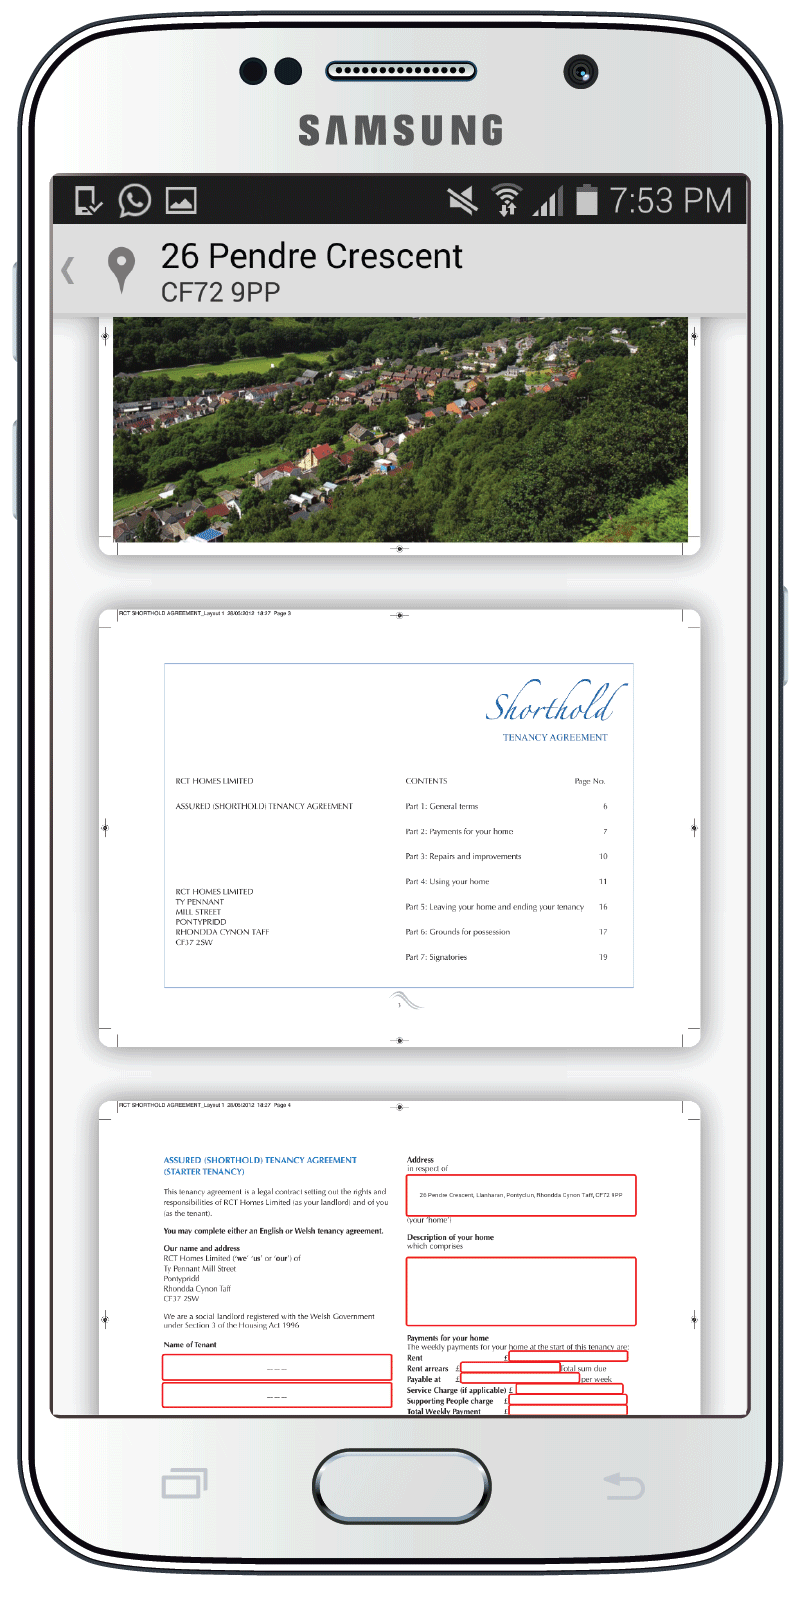 SAMSUNG
7:53 PM
26 Pendre Crescent
CF72 9PP
RCT SHORTHOLD AGREEMENT_Layout 1 28/05/2012 18:27 Page 3
Shorthold
TENANCY AGREEMENT
RCT HOMES LIMITED
ASSURED (SHORTHOLD) TENANCY AGREEMENT
RCT HOMES LIMITED
TY PENNANT
MILL STREET
PONTYPRIDD
RHONDDA CYNON TAFF
CF37 2SW
CONTENTS Page No.
Part 1: General terms 6
Part 2: Payments for your home 7
Part 3: Repairs and improvements 10
Part 4: Using your home 11
Part 5: Leaving your home and ending your tenancy 16
Part 6: Grounds for possession 17
Part 7: Signatories 19
3
RCT SHORTHOLD AGREEMENT_Layout 1 28/05/2012 18:27 Page 4
ASSURED (SHORTHOLD) TENANCY AGREEMENT
(STARTER TENANCY)
This tenancy agreement is a legal contract setting out the rights and
responsibilities of RCT Homes Limited (as your landlord) and of you
(as the tenant).
You may complete either an English or Welsh tenancy agreement.
Our name and address
RCT Homes Limited ('we' 'us' or 'our') of
Ty Pennant Mill Street
Pontypridd
Rhondda Cynon Taff
CF37 2SW
We are a social landlord registered with the Welsh Government
under Section 3 of the Housing Act 1996
Name of Tenant
– – –
– – –
Address
in respect of
26 Pendre Crescent, Llanharan, Pontyclun, Rhondda Cynon Taff, CF72 9PP
(your 'home')
Description of your home
which comprises
Payments for your home
The weekly payments for your home at the start of this tenancy are:
Rent £
Rent arrears £ Total sum due
Payable at £ per week
Service Charge (if applicable) £
Supporting People charge £
Total Weekly Payment £